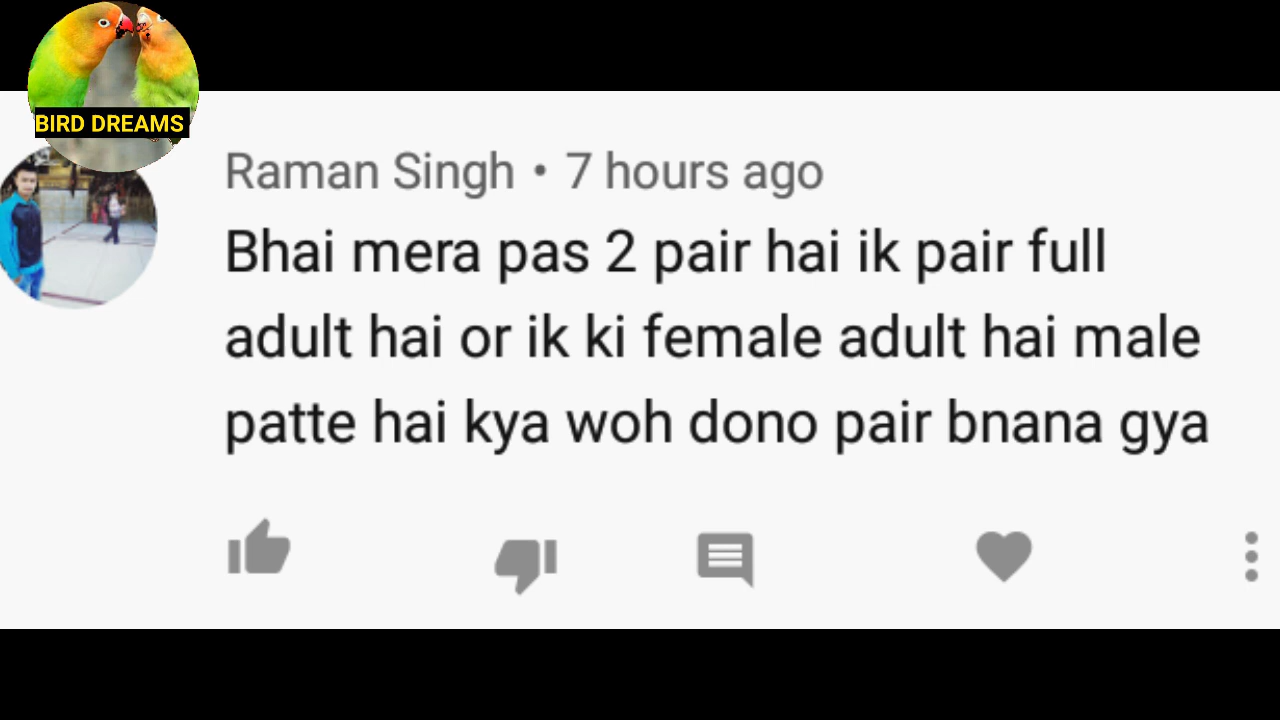 BIRD DREAMS
Raman Singh • 7 hours ago
Bhai mera pas 2 pair hai ik pair full
adult hai or ik ki female adult hai male
patte hai kya woh dono pair bnana gya